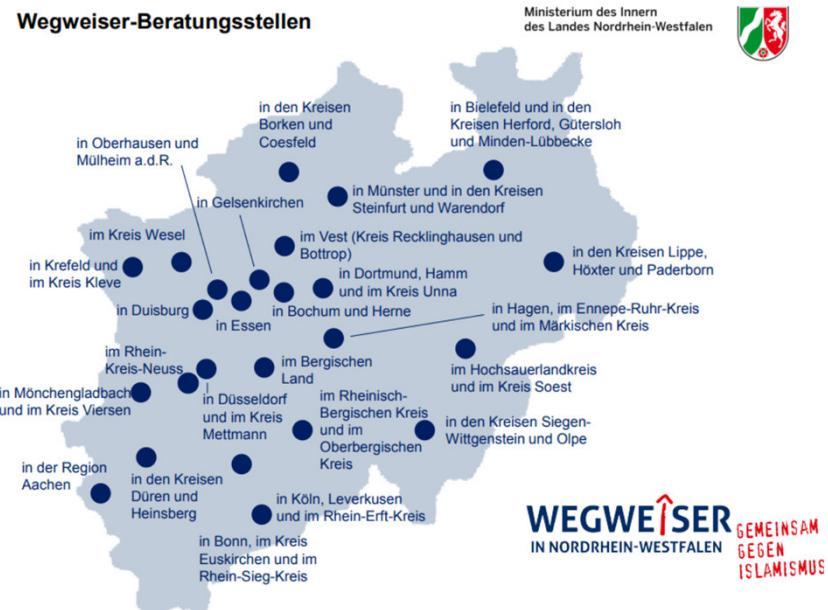 Wegweiser-Beratungsstellen
Ministerium des Innern
des Landes Nordrhein-Westfalen
in den Kreisen
Borken und
Coesfeld
in Bielefeld und in den
Kreisen Herford, Gütersloh
und Minden-Lübbecke
in Oberhausen und
Mülheim a.d.R.
in Gelsenkirchen
in Münster und in den Kreisen
Steinfurt und Warendorf
im Kreis Wesel
im Vest (Kreis Recklinghausen und
Bottrop)
in den Kreisen Lippe,
Höxter und Paderborn
in Krefeld und
im Kreis Kleve
in Dortmund, Hamm
und im Kreis Unna
in Duisburg
in Essen
in Bochum und Herne
in Hagen, im Ennepe-Ruhr-Kreis
und im Märkischen Kreis
im Rhein-
Kreis-Neuss
im Bergischen
Land
im Hochsauerlandkreis
und im Kreis Soest
in Mönchengladbach
und im Kreis Viersen
in Düsseldorf
und im Kreis
Mettmann
im Rheinisch-
Bergischen Kreis
und im
Oberbergischen
Kreis
in den Kreisen Siegen-
Wittgenstein und Olpe
in der Region
Aachen
in den Kreisen
Düren und
Heinsberg
in Köln, Leverkusen
und im Rhein-Erft-Kreis
in Bonn, im Kreis
Euskirchen und im
Rhein-Sieg-Kreis
WEGWEISER
IN NORDRHEIN-WESTFALEN
GEMEINSAM
GEGEN
ISLAMISMUS